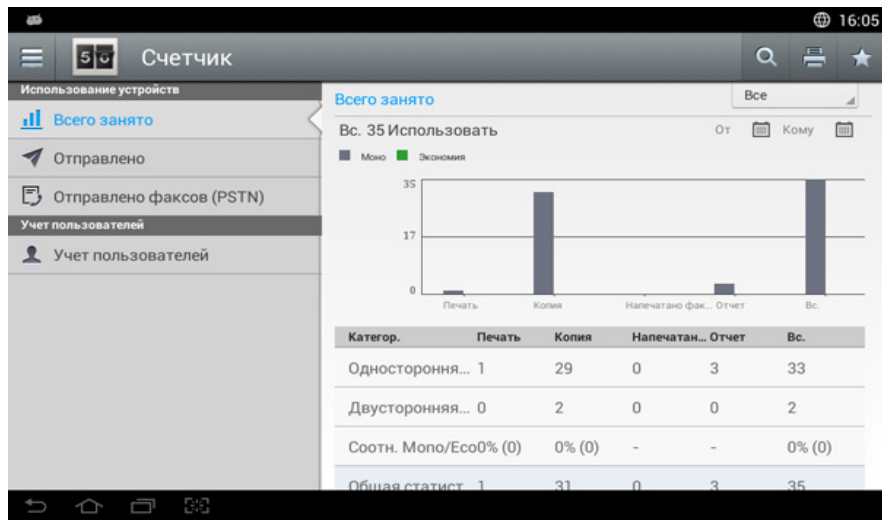 16:05
50 Счетчик
Использование устройств
Всего занято
Отправлено
Отправлено факсов (PSTN)
Учет пользователей
Учет пользователей
Всего занято Все
Вс. 35 Использовать От Кому
Моно Экономия
35
17
0
Печать Копия Напечатано фак... Отчет Вс.
Категор. Печать Копия Напечатан... Отчет Вс.
Одностороння... 1 29 0 3 33
Двусторонняя... 0 2 0 0 2
Соотн. Mono/Eco 0% (0) 0% (0) - - 0% (0)
Общая статист 1 31 0 3 35